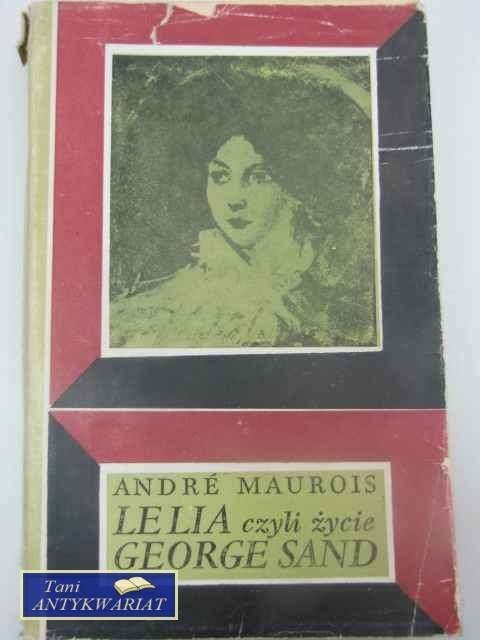 ANDRÉ MAUROIS
LELIA czyli życie
GEORGE SAND
Tani
ANTYKWARIAT